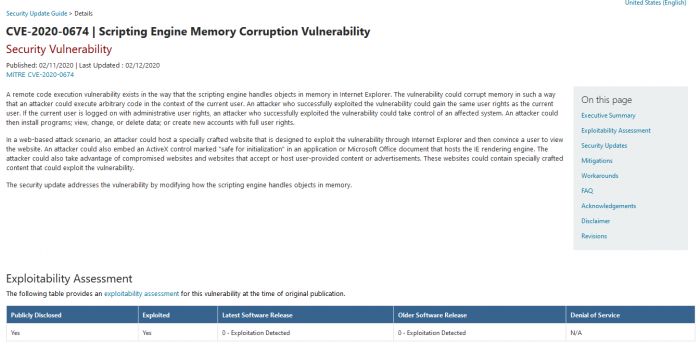 United States (English)
Security Update Guide > Details
CVE-2020-0674 | Scripting Engine Memory Corruption Vulnerability
Security Vulnerability
Published: 02/11/2020 | Last Updated : 02/12/2020
MITRE CVE-2020-0674
A remote code execution vulnerability exists in the way that the scripting engine handles objects in memory in Internet Explorer. The vulnerability could corrupt memory in such a way
that an attacker could execute arbitrary code in the context of the current user. An attacker who successfully exploited the vulnerability could gain the same user rights as the current
user. If the current user is logged on with administrative user rights, an attacker who successfully exploited the vulnerability could take control of an affected system. An attacker could
then install programs; view, change, or delete data; or create new accounts with full user rights.
In a web-based attack scenario, an attacker could host a specially crafted website that is designed to exploit the vulnerability through Internet Explorer and then convince a user to view
the website. An attacker could also embed an ActiveX control marked "safe for initialization" in an application or Microsoft Office document that hosts the IE rendering engine. The
attacker could also take advantage of compromised websites and websites that accept or host user-provided content or advertisements. These websites could contain specially crafted
content that could exploit the vulnerability.
The security update addresses the vulnerability by modifying how the scripting engine handles objects in memory.
On this page
Executive Summary
Exploitability Assessment
Security Updates
Mitigations
Workarounds
FAQ
Acknowledgements
Disclaimer
Revisions
Exploitability Assessment
The following table provides an exploitability assessment for this vulnerability at the time of original publication.
Publicly Disclosed Exploited Latest Software Release Older Software Release Denial of Service
Yes Yes 0 - Exploitation Detected 0 - Exploitation Detected N/A